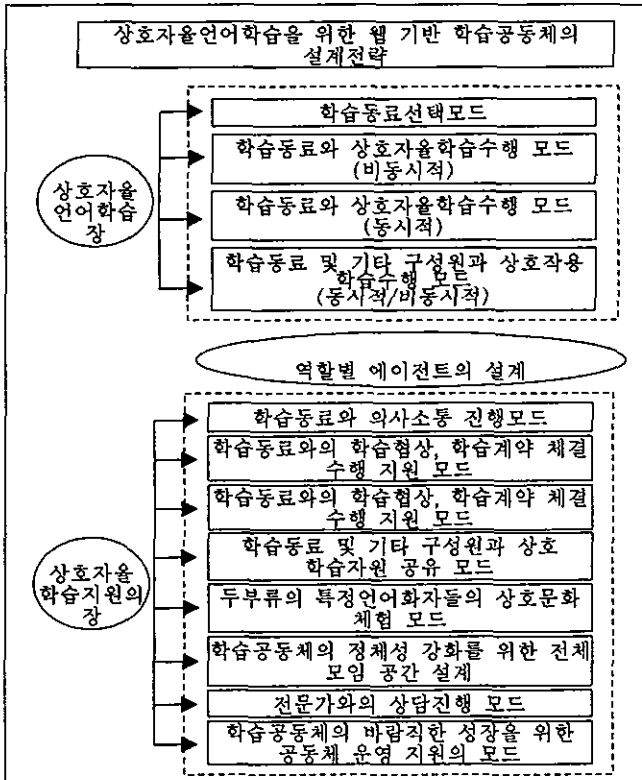 상호자율언어학습을 위한 웹 기반 학습공동체의
설계전략
학습동료선택모드
학습동료와 상호자율학습수행 모드
(비동시적)
상호자율
언어학습
장
학습동료와 상호자율학습수행 모드
(동시적)
학습동료 및 기타 구성원과 상호작용
학습수행 모드
(동시적/비동시적)
역할별 에이전트의 설계
학습동료와 의사소통 진행모드
학습동료와의 학습협상, 학습계약 체결
수행 지원 모드
학습동료와의 학습협상, 학습계약 체결
수행 지원 모드
학습동료 및 기타 구성원과 상호
학습자원 공유 모드
상호자율
학습지원의
장
두부류의 특정언어화자들의 상호문화
체험 모드
학습공동체의 정체성 강화를 위한 전체
모임 공간 설계
전문가와의 상담진행 모드
학습공동체의 바람직한 성장을 위한
공동체 운영 지원의 모드